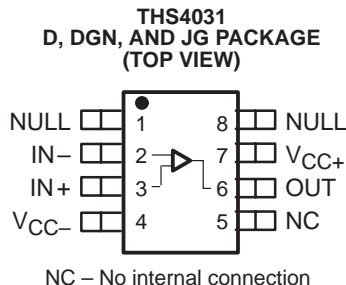 THS4031
D, DGN, AND JG PACKAGE
(TOP VIEW)
NULL 1 8 NULL
IN− 2 7 VCC+
IN+ 3 6 OUT
VCC− 4 5 NC
NC – No internal connection